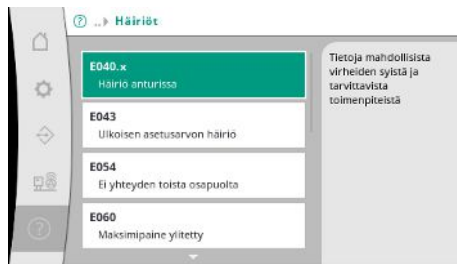 ..▸ Häiriöt
E040.x
Häiriö anturissa
E043
Ulkoisen asetusarvon häiriö
E054
Ei yhteyden toista osapuolta
E060
Maksimipaine ylitetty
Tietoja mahdollisista
virheiden syistä ja
tarvittavista
toimenpiteistä